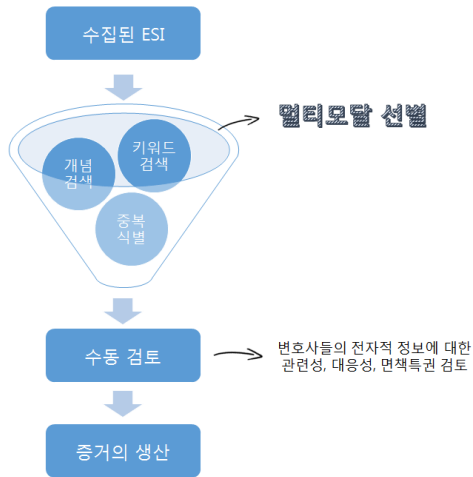 수집된 ESI
멀티모달 선별
키워드
검색
개념
검색
중복
식별
수동 검토
변호사들의 전자적 정보에 대한
관련성, 대응성, 면책특권 검토
증거의 생산